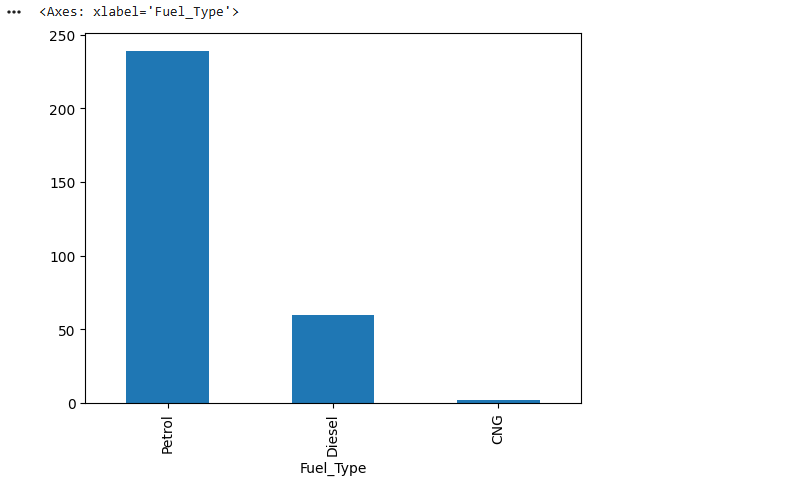 ••• <Axes: xlabel='Fuel_Type'>
250
200
150
100
50
0
Petrol
Diesel
CNG
Fuel_Type